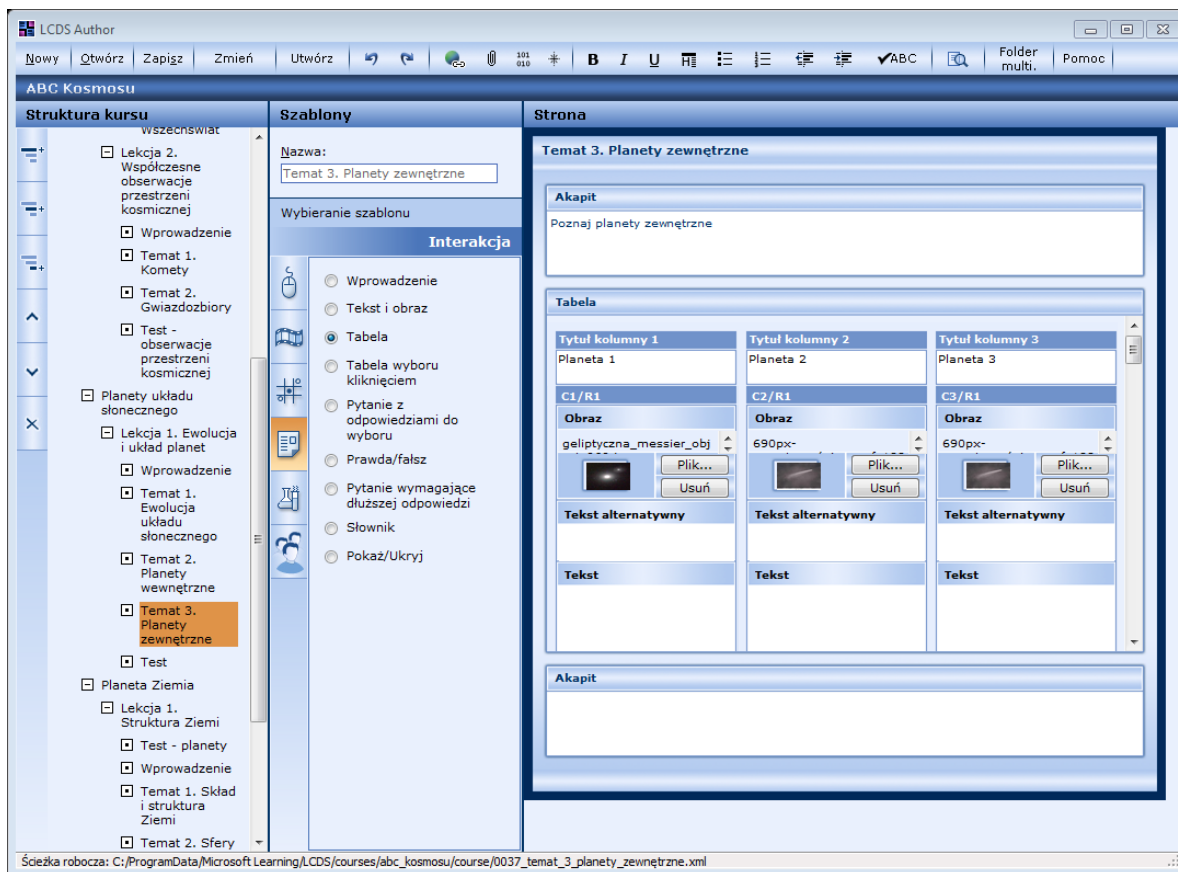 LCDS Author
Nowy Otwórz Zapisz Zmień Utwórz 101 010 B I U H ABC Folder multi. Pomoc
ABC Kosmosu
Struktura kursu
Wszechświat
Lekcja 2.
Współczesne
obserwacje
przestrzeni
kosmicznej
Wprowadzenie
Temat 1.
Komety
Temat 2.
Gwiazdozbiory
Test -
obserwacje
przestrzeni
kosmicznej
Planety układu
słonecznego
Lekcja 1. Ewolucja
i układ planet
Wprowadzenie
Temat 1.
Ewolucja
układu
słonecznego
Temat 2.
Planety
wewnętrzne
Temat 3.
Planety
zewnętrzne
Test
Planeta Ziemia
Lekcja 1.
Struktura Ziemi
Test - planety
Wprowadzenie
Temat 1. Skład
i struktura
Ziemi
Temat 2. Sfery
Szablony
Nazwa:
Temat 3. Planety zewnętrzne
Wybieranie szablonu
Interakcja
Wprowadzenie
Tekst i obraz
Tabela
Tabela wyboru
kliknięciem
Pytanie z
odpowiedziami do
wyboru
Prawda/fałsz
Pytanie wymagające
dłuższej odpowiedzi
Słownik
Pokaż/Ukryj
Strona
Temat 3. Planety zewnętrzne
Akapit
Poznaj planety zewnętrzne
Tabela
Tytuł kolumny 1 Tytuł kolumny 2 Tytuł kolumny 3
Planeta 1 Planeta 2 Planeta 3
C1/R1 C2/R1 C3/R1
Obraz Obraz Obraz
geliptyczna_messier_obj 690px- 690px-
Plik... Plik... Plik...
Usuń Usuń Usuń
Tekst alternatywny Tekst alternatywny Tekst alternatywny
Tekst Tekst Tekst
Akapit
Ścieżka robocza: C:/ProgramData/Microsoft Learning/LCDS/courses/abc_kosmosu/course/0037_temat_3_planety_zewnętrzne.xml